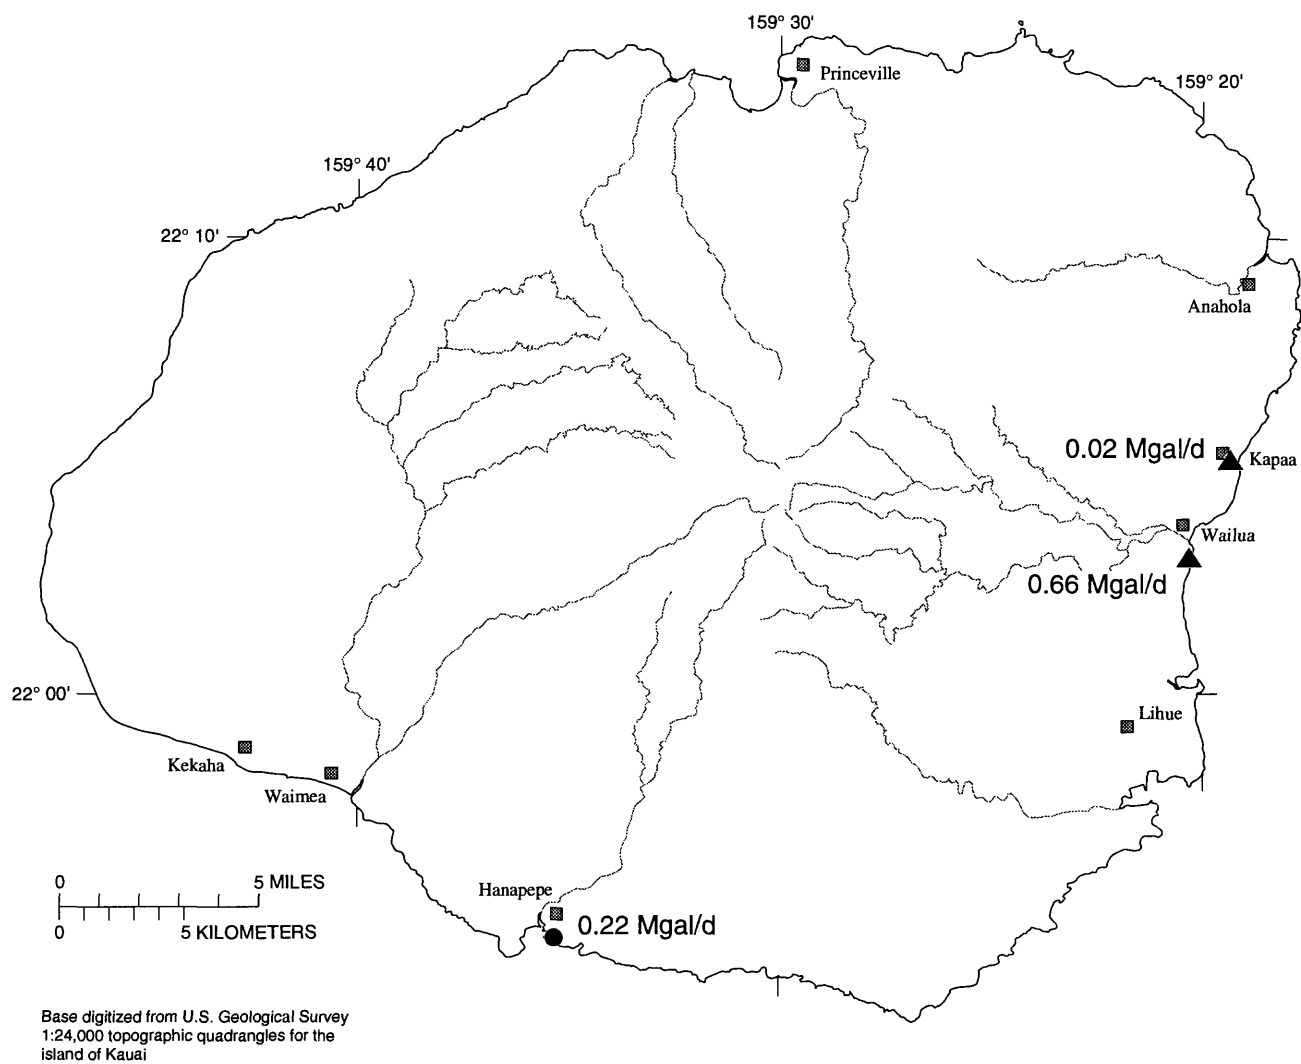 159° 30'
Princeville
159° 20'
159° 40'
22° 10'
Anahola
0.02 Mgal/d
Kapaa
Wailua
0.66 Mgal/d
22° 00'
Lihue
Kekaha
Waimea
0 5 MILES
0 5 KILOMETERS
Hanapepe
0.22 Mgal/d
Base digitized from U.S. Geological Survey
1:24,000 topographic quadrangles for the
island of Kauai